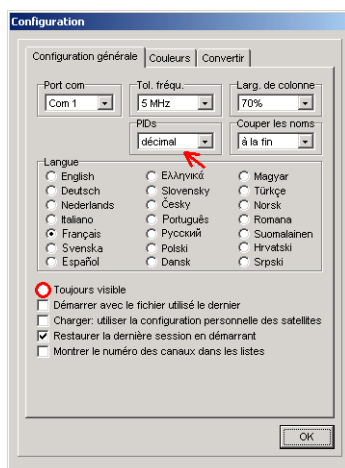 Configuration
Configuration générale Couleurs Convertir
Port com Tol. fréqu. Larg. de colonne
Com 1 5 MHz 70%
PIDs Couper les noms
décimal à la fin
Langue
English Ελληνικά Magyar
Deutsch Slovensky Türkçe
Nederlands Česky Norsk
Italiano Português Romana
Français Русский Suomalainen
Svenska Polski Hrvatski
Español Dansk Srpski
Toujours visible
Démarrer avec le fichier utilisé le dernier
Charger: utiliser la configuration personnelle des satellites
Restaurer la dernière session en démarrant
Montrer le numéro des canaux dans les listes
OK